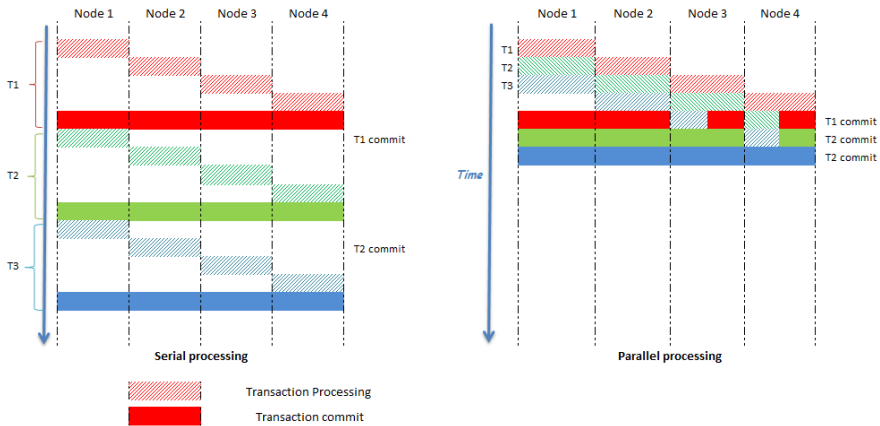 Node 1 Node 2 Node 3 Node 4
T1
T1 commit
T2
T2 commit
T3
Serial processing
Node 1 Node 2 Node 3 Node 4
T1
T2
T3
T1 commit
T2 commit
T2 commit
Time
Parallel processing
Transaction Processing
Transaction commit